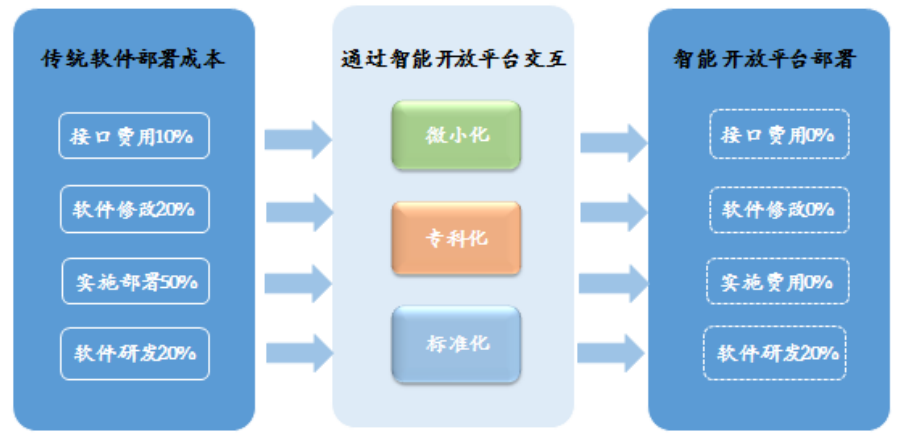 传统软件部署成本
接口费用10%
软件修改20%
实施部署50%
软件研发20%
通过智能开放平台交互
微小化
专科化
标准化
智能开放平台部署
接口费用0%
软件修改0%
实施费用0%
软件研发20%